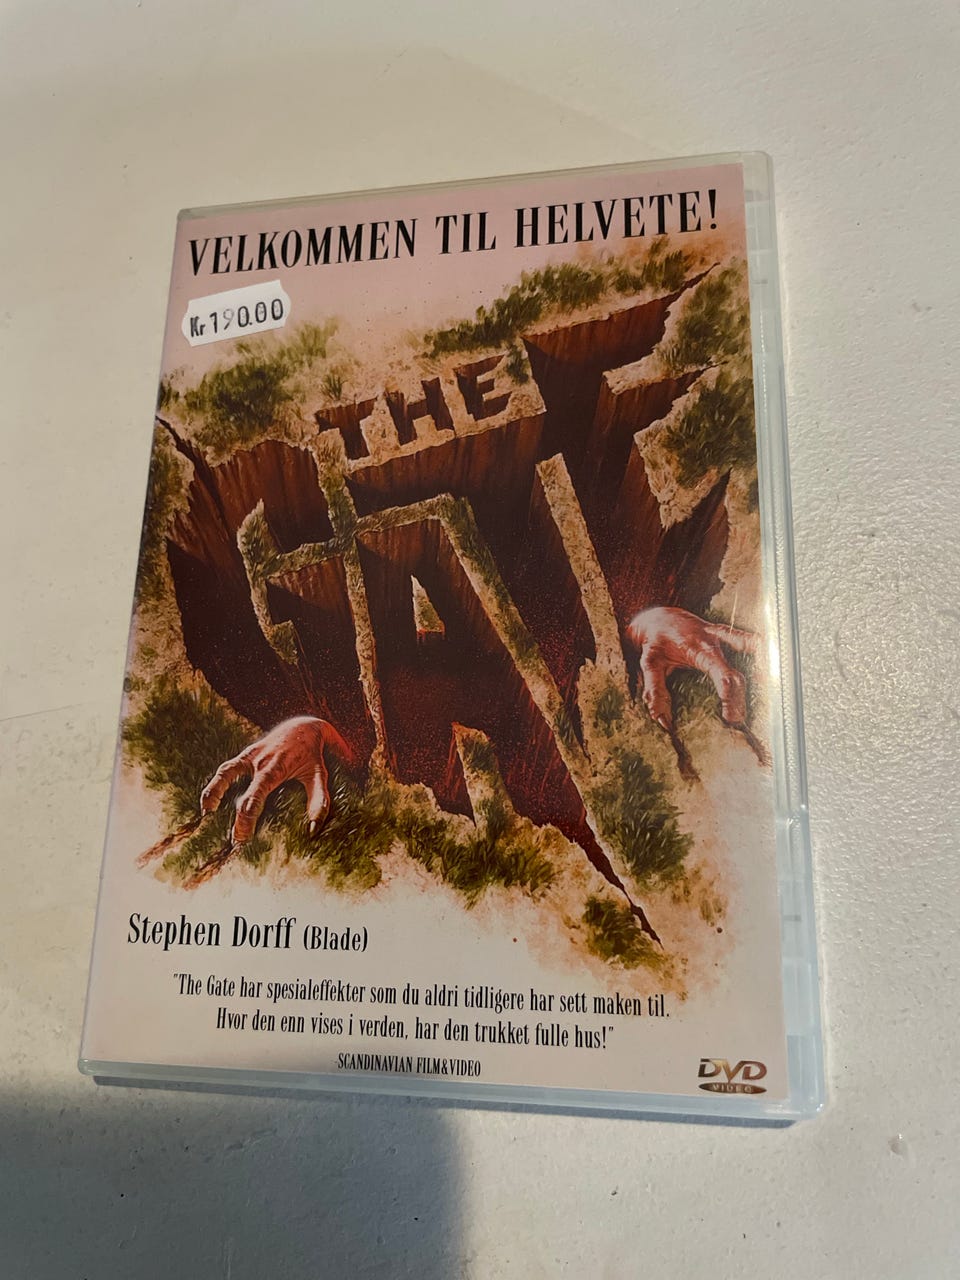 VELKOMMEN TIL HELVETE!
Kr 190.00
THE
GATE
Stephen Dorff (Blade)
"The Gate har spesialeffekter som du aldri tidligere har sett maken til.
Hvor den enn vises i verden, har den trukket fulle hus!"
-SCANDINAVIAN FILM&VIDEO
DVD
VIDEO